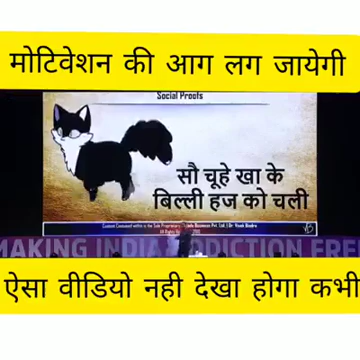 मोटिवेशन की आग लग जायेगी
Social Proofs
सौ चूहे खा के
बिल्ली हज को चली
MAKING INDIA ADDICTION FREE
ऐसा वीडियो नही देखा होगा कभी